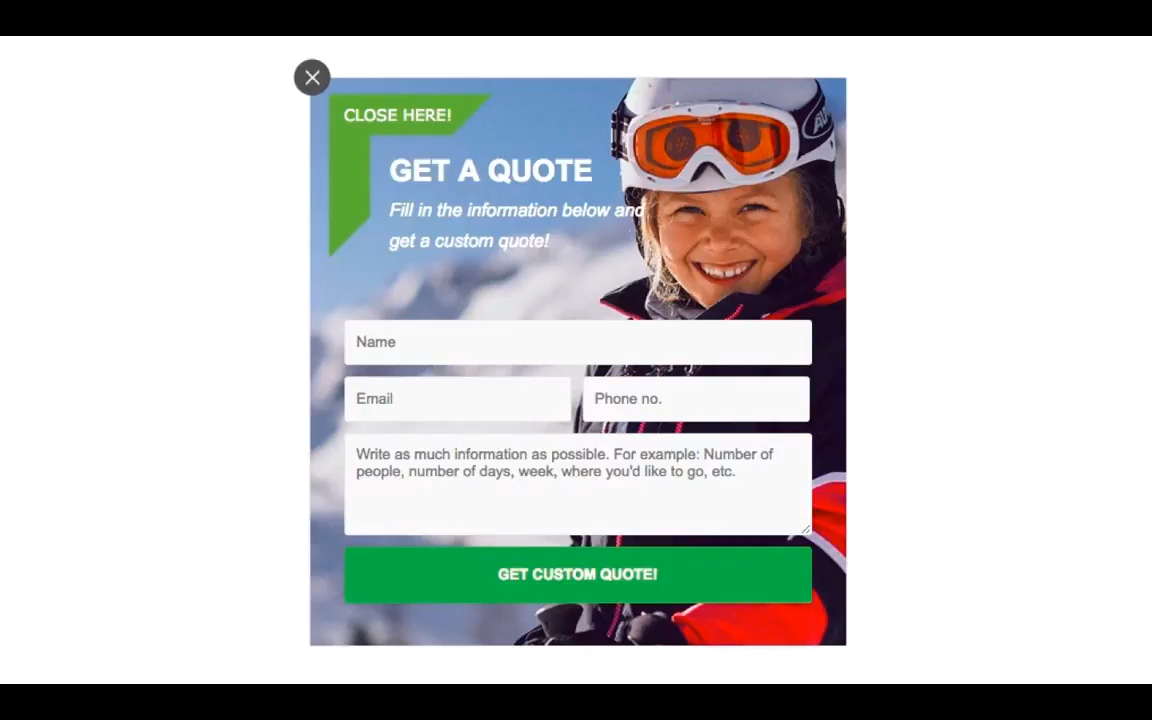 CLOSE HERE!
GET A QUOTE
Fill in the information below and
get a custom quote!
Name
Email
Phone no.
Write as much information as possible. For example: Number of
people, number of days, week, where you'd like to go, etc.
GET CUSTOM QUOTE!